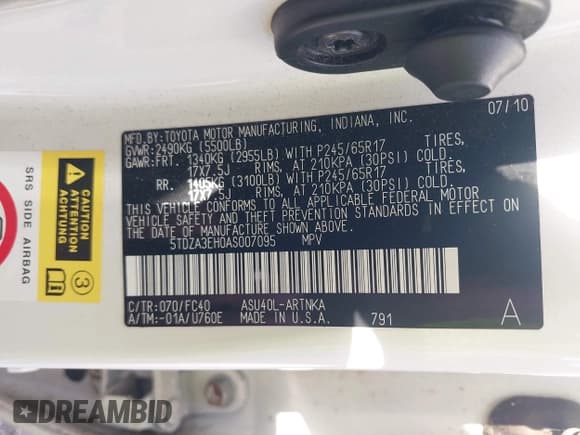 07/10
MFD.BY:TOYOTA MOTOR MANUFACTURING, INDIANA, INC.
GVWR:2490KG (5500LB)
GAWR:FRT. 1340KG (2955LB) WITH P245/65R17 TIRES,
17X7.5J RIMS, AT 210KPA (30PSI) COLD.
RR. 1405KG (3100LB) WITH P245/65R17 TIRES,
17X7.5J RIMS, AT 210KPA (30PSI) COLD.
THIS VEHICLE CONFORMS TO ALL APPLICABLE FEDERAL MOTOR
VEHICLE SAFETY AND THEFT PREVENTION STANDARDS IN EFFECT ON
THE DATE OF MANUFACTURE SHOWN ABOVE.
5TDZA3EH0AS007095 MPV
C/TR:070/FC40 ASU40L-ARTNKA A
A/TM:-01A/U760E MADE IN U.S.A. 791
SRS SIDE AIRBAG
CAUTION
ATTENTION
ACHTUNG
3
DREAMBID